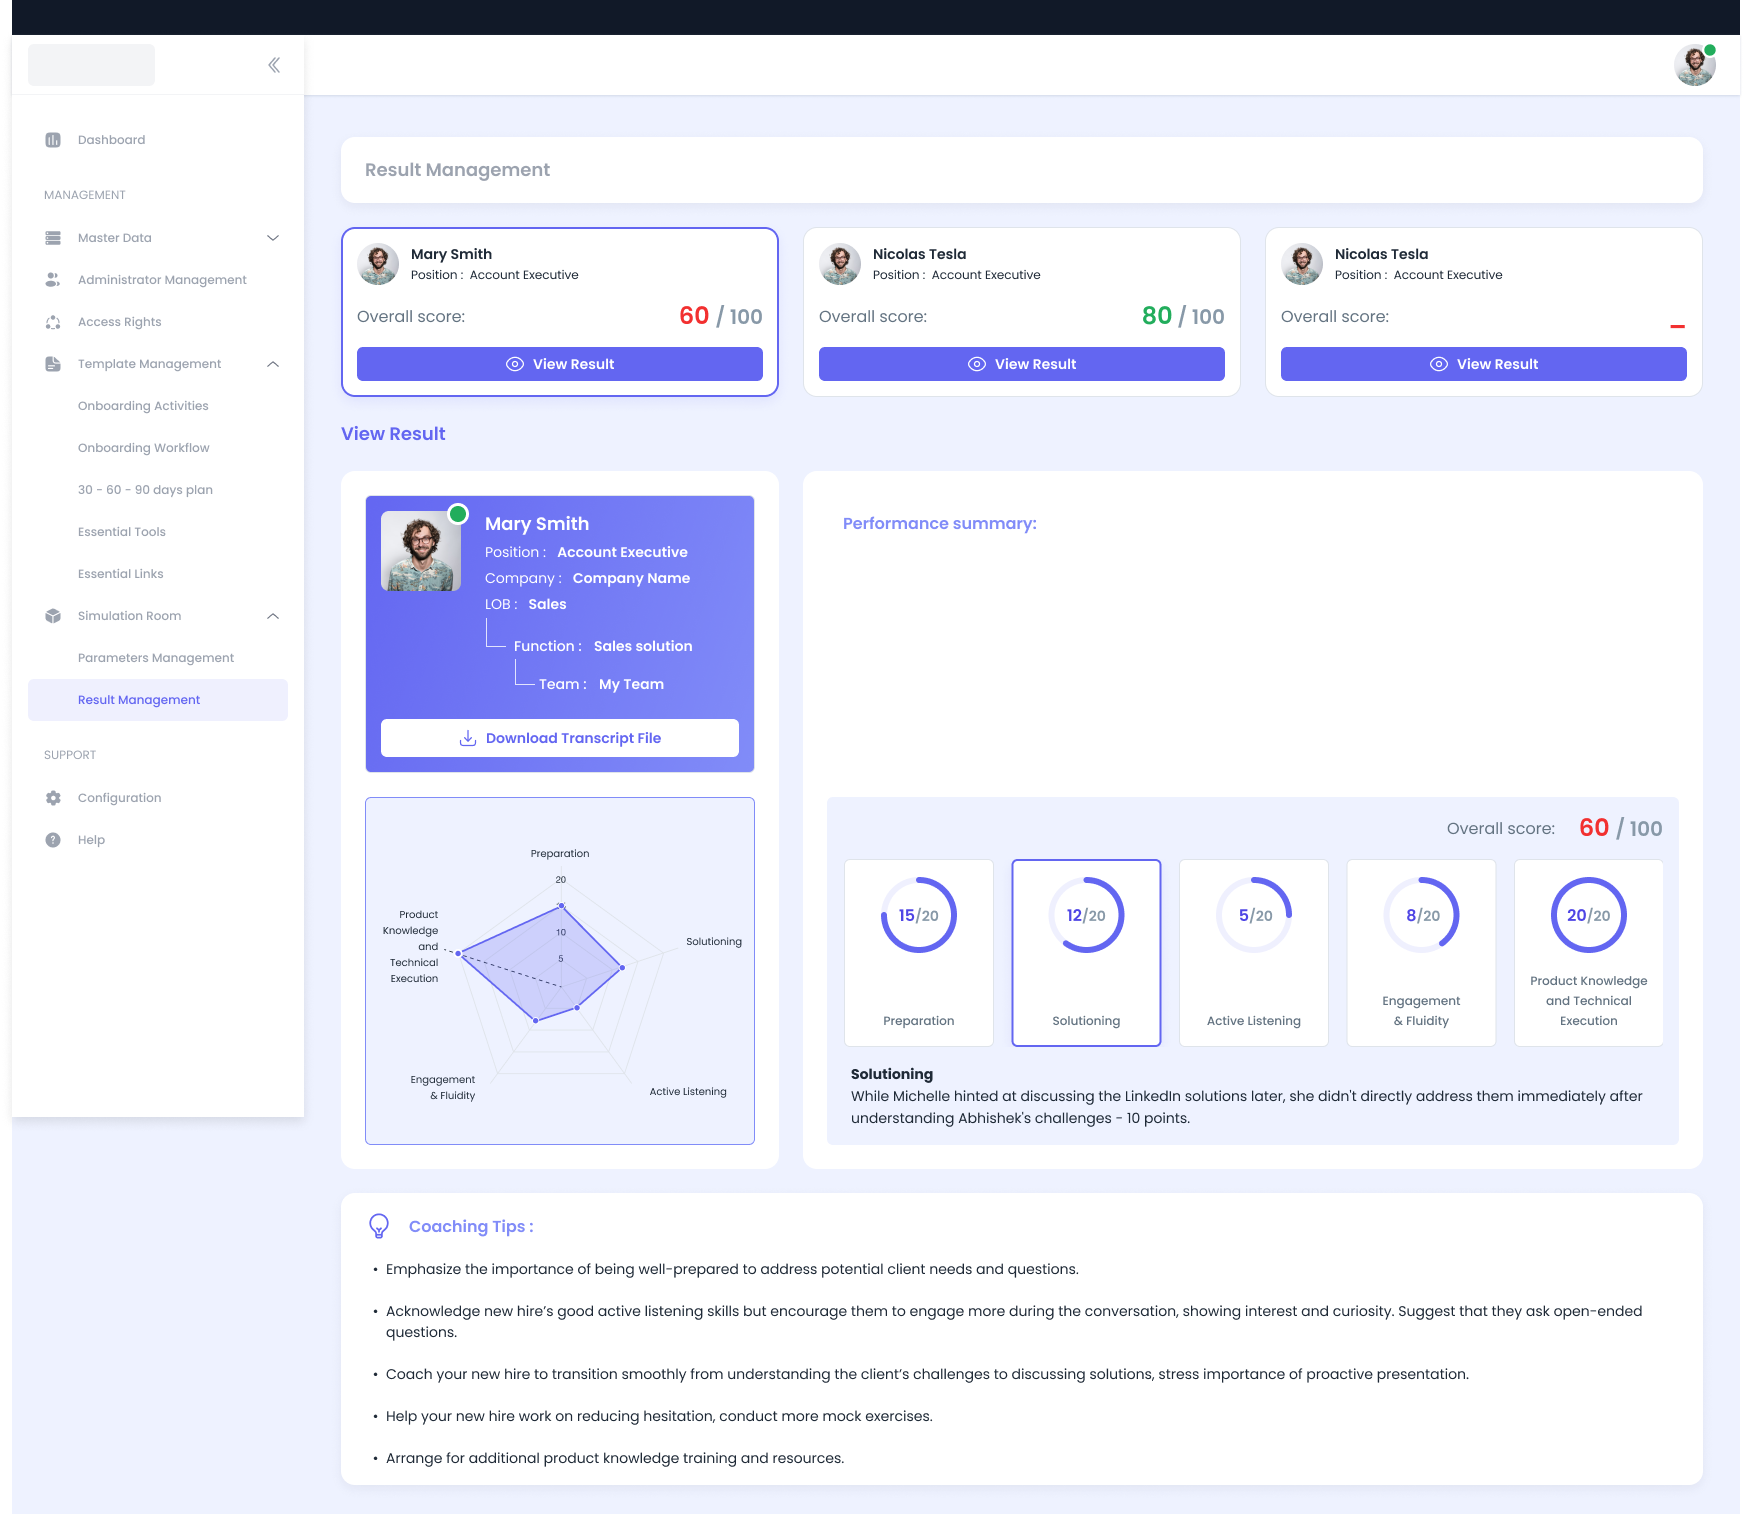 Dashboard
MANAGEMENT
Master Data
Administrator Management
Access Rights
Template Management
Onboarding Activities
Onboarding Workflow
30 - 60 - 90 days plan
Essential Tools
Essential Links
Simulation Room
Parameters Management
Result Management
SUPPORT
Configuration
Help
Result Management
Mary Smith
Position : Account Executive
Overall score: 60 / 100
View Result
Nicolas Tesla
Position : Account Executive
Overall score: 80 / 100
View Result
Nicolas Tesla
Position : Account Executive
Overall score: –
View Result
View Result
Mary Smith
Position : Account Executive
Company : Company Name
LOB : Sales
Function : Sales solution
Team : My Team
Download Transcript File
Preparation
20
10
5
Product
Knowledge
and
Technical
Execution
Solutioning
Engagement
& Fluidity
Active Listening
Performance summary:
Overall score: 60 / 100
15/20
Preparation
12/20
Solutioning
5/20
Active Listening
8/20
Engagement
& Fluidity
20/20
Product Knowledge
and Technical
Execution
Solutioning
While Michelle hinted at discussing the LinkedIn solutions later, she didn't directly address them immediately after
understanding Abhishek's challenges - 10 points.
Coaching Tips :
• Emphasize the importance of being well-prepared to address potential client needs and questions.
• Acknowledge new hire’s good active listening skills but encourage them to engage more during the conversation, showing interest and curiosity. Suggest that they ask open-ended
questions.
• Coach your new hire to transition smoothly from understanding the client’s challenges to discussing solutions, stress importance of proactive presentation.
• Help your new hire work on reducing hesitation, conduct more mock exercises.
• Arrange for additional product knowledge training and resources.